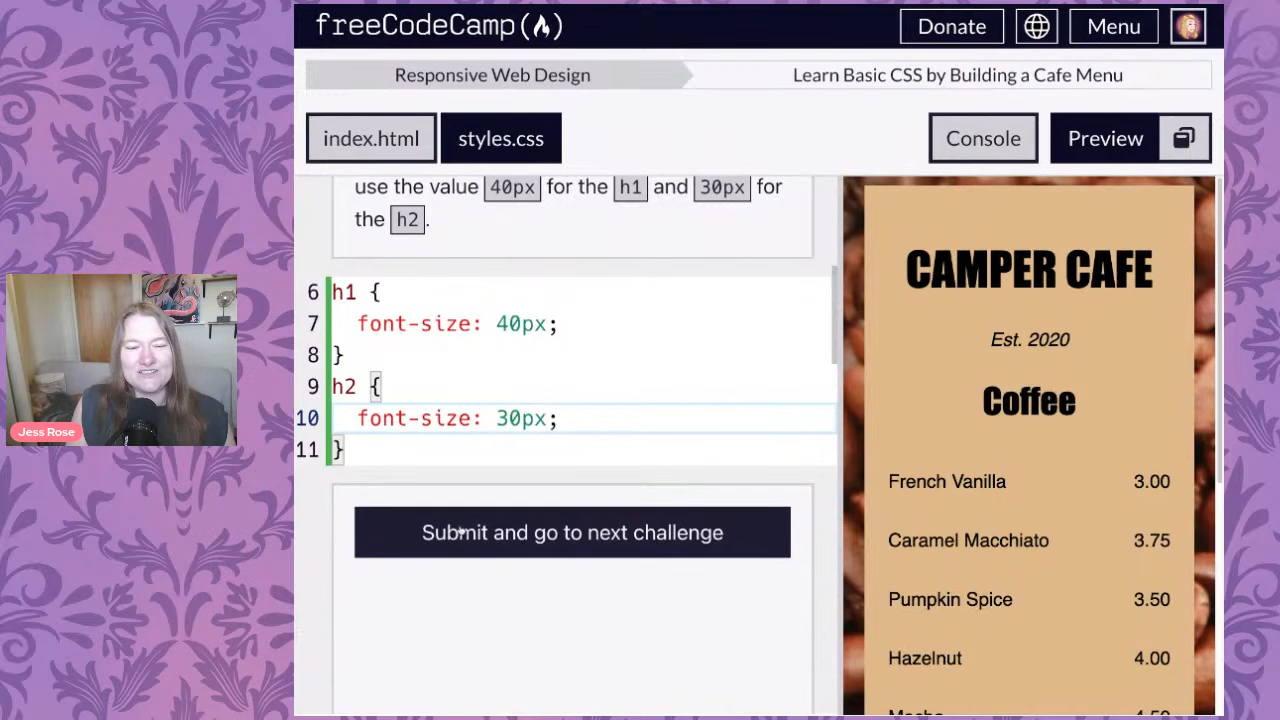 freeCodeCamp
Donate
Menu
Responsive Web Design
Learn Basic CSS by Building a Cafe Menu
index.html
styles.css
Console
Preview
use the value 40px for the h1 and 30px for
the h2.
6 h1 {
7 font-size: 40px;
8 }
9 h2 {
10 font-size: 30px;
11 }
Submit and go to next challenge
CAMPER CAFE
Est. 2020
Coffee
French Vanilla 3.00
Caramel Macchiato 3.75
Pumpkin Spice 3.50
Hazelnut 4.00
Jess Rose